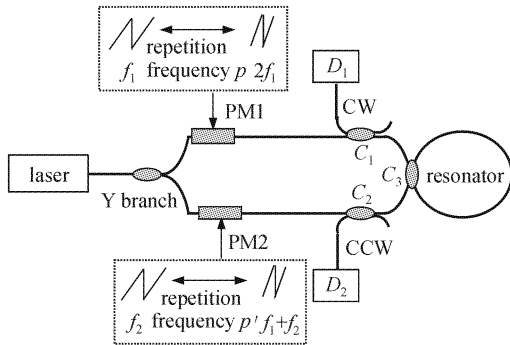 repetition
f₁ frequency p 2f₁
D₁
PM1
CW
C₁
laser
Y branch
C₃
resonator
C₂
PM2
CCW
repetition
f₂ frequency p' f₁+f₂
D₂